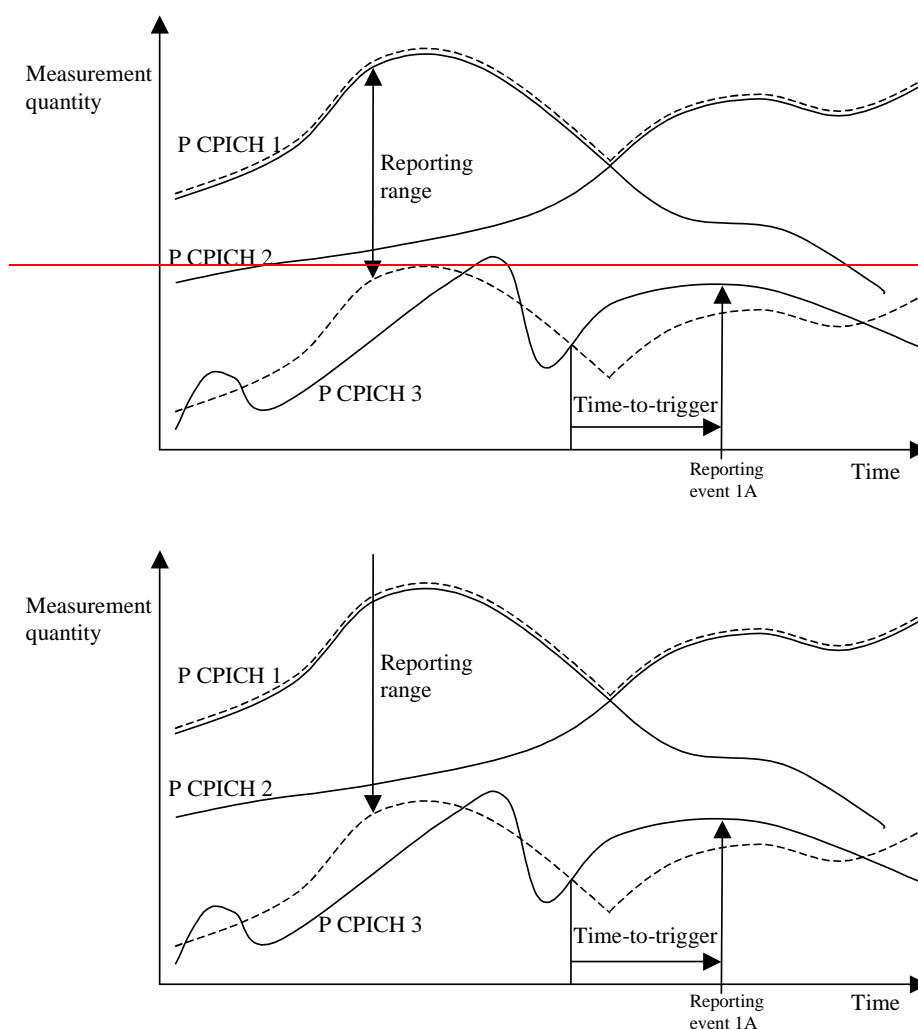 Measurement
quantity
P CPICH 1
Reporting
range
P CPICH 2
P CPICH 3
Time-to-trigger
Reporting
event 1A
Time
Measurement
quantity
P CPICH 1
Reporting
range
P CPICH 2
P CPICH 3
Time-to-trigger
Reporting
event 1A
Time